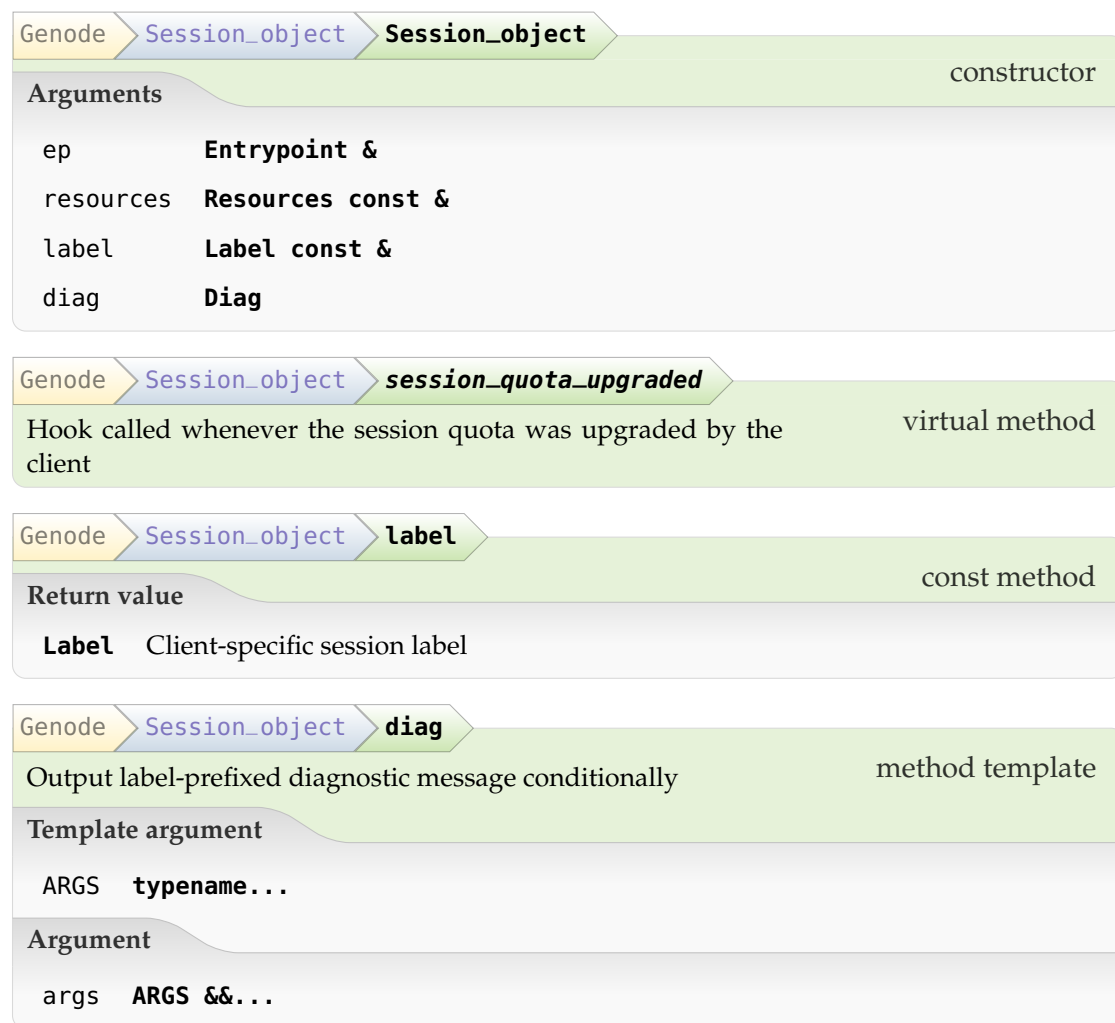 Genode Session_object Session_object
constructor
Arguments
ep Entrypoint &
resources Resources const &
label Label const &
diag Diag
Genode Session_object session_quota_upgraded
virtual method
Hook called whenever the session quota was upgraded by the
client
Genode Session_object label
const method
Return value
Label Client-specific session label
Genode Session_object diag
method template
Output label-prefixed diagnostic message conditionally
Template argument
ARGS typename...
Argument
args ARGS &&...